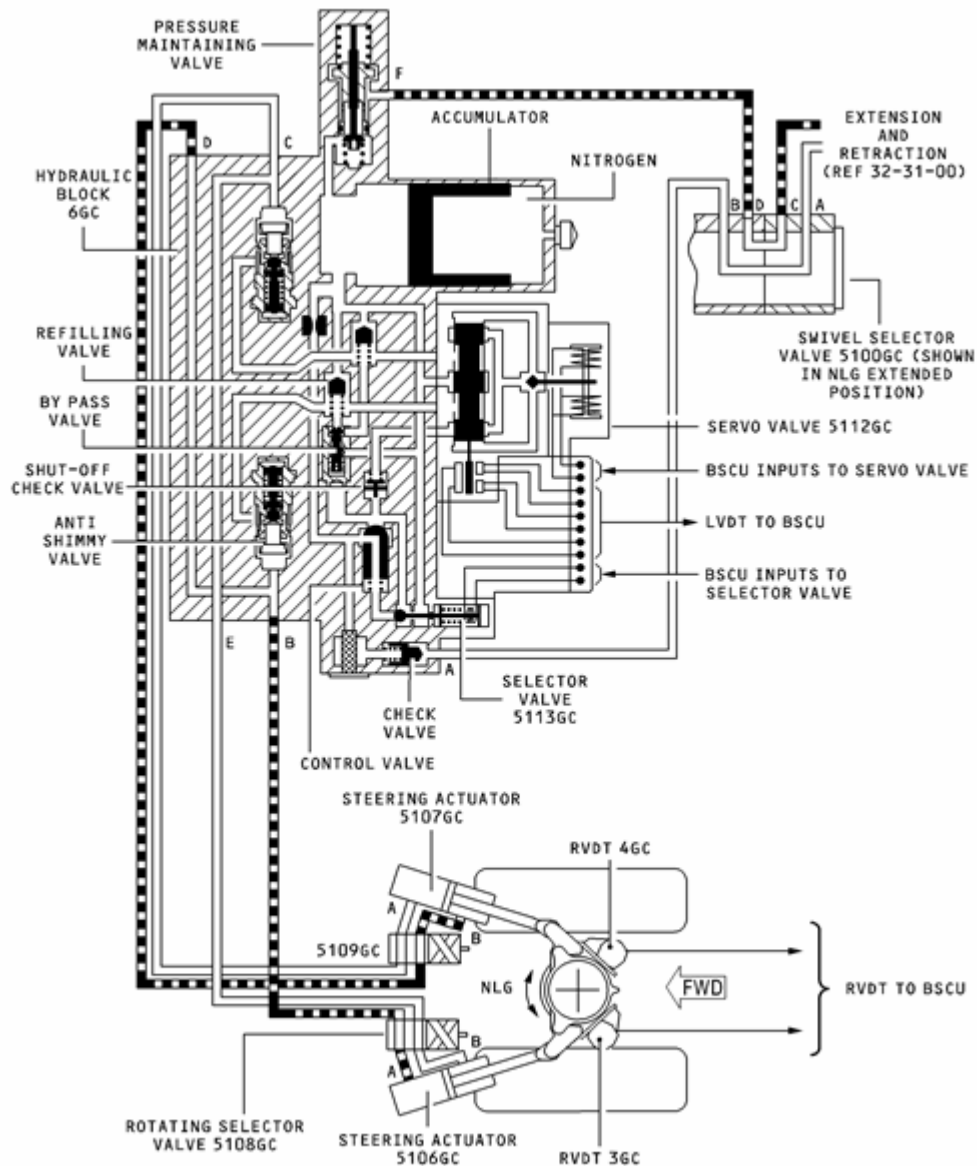 PRESSURE
MAINTAINING
VALVE
F
ACCUMULATOR
NITROGEN
EXTENSION
AND
RETRACTION
(REF 32-31-00)
D
C
HYDRAULIC
BLOCK
6GC
B
D
C
A
SWIVEL SELECTOR
VALVE 5100GC (SHOWN
IN NLG EXTENDED
POSITION)
REFILLING
VALVE
BY PASS
VALVE
SERVO VALVE 5112GC
SHUT-OFF
CHECK VALVE
BSCU INPUTS TO SERVO VALVE
ANTI
SHIMMY
VALVE
LVDT TO BSCU
BSCU INPUTS TO
SELECTOR VALVE
E
B
A
CHECK
VALVE
SELECTOR
VALVE
5113GC
CONTROL VALVE
STEERING ACTUATOR
5107GC
RVDT 4GC
A
B
5109GC
NLG
FWD
RVDT TO BSCU
B
A
ROTATING SELECTOR
VALVE 5108GC
STEERING ACTUATOR
5106GC
RVDT 3GC